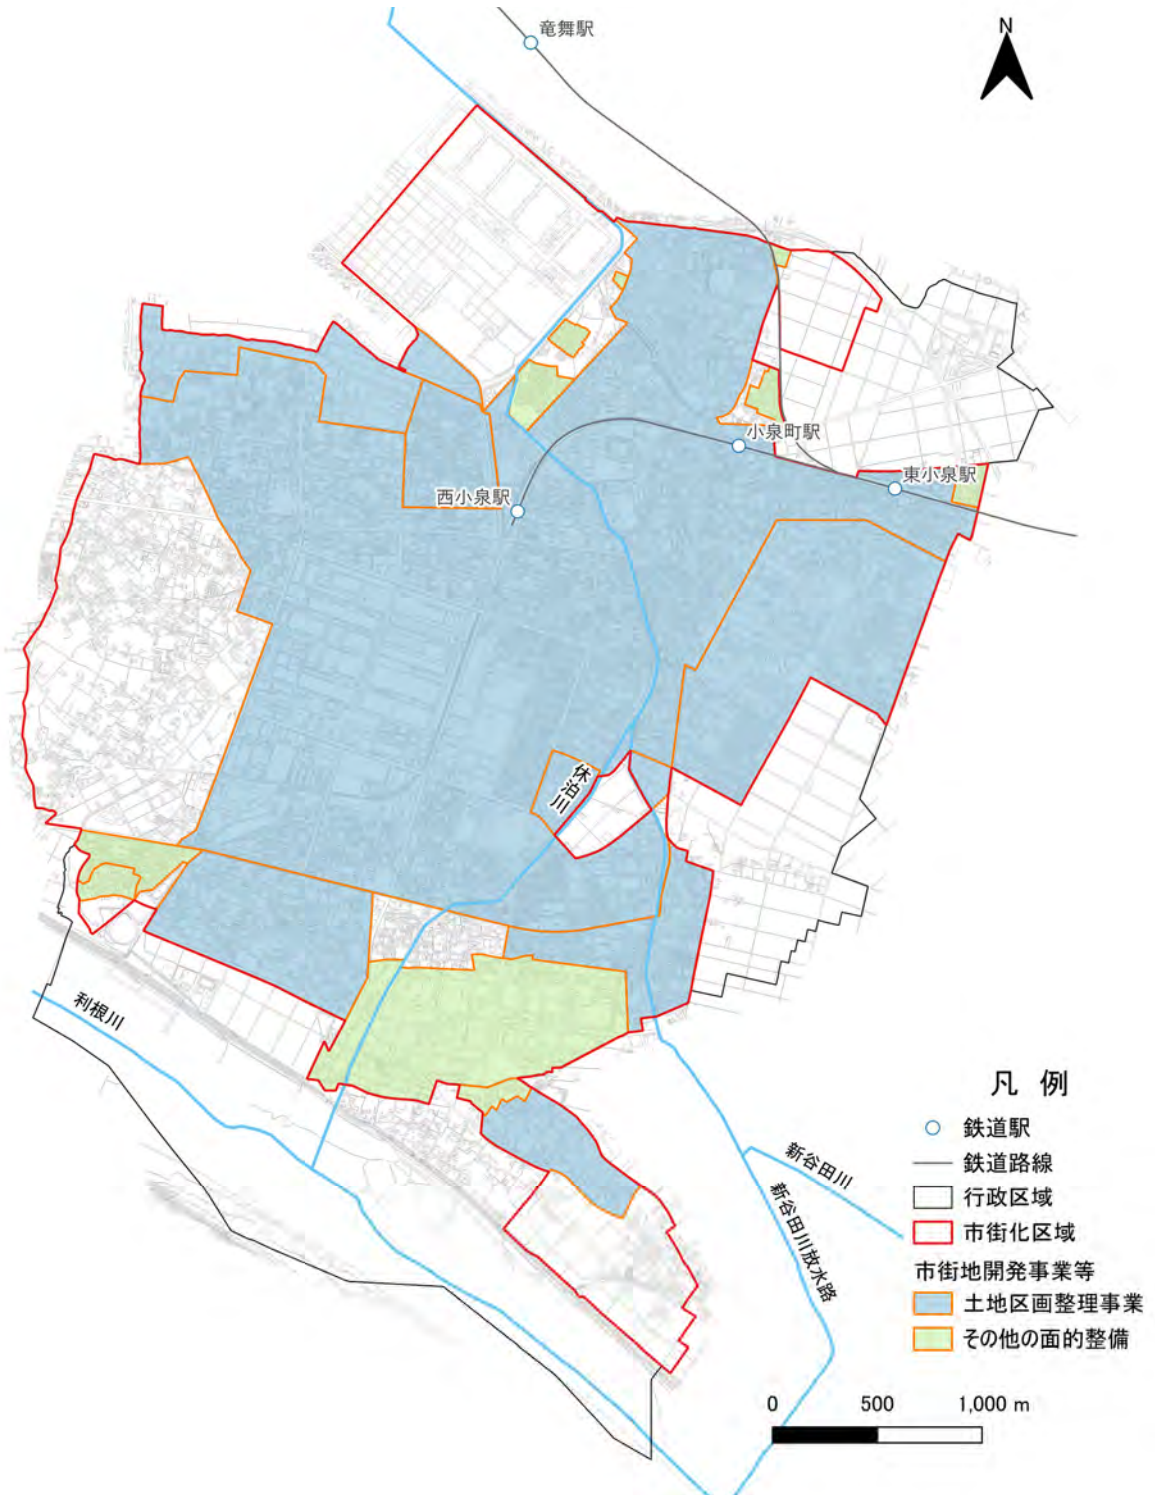 竜舞駅
N
小泉町駅
東小泉駅
西小泉駅
休泊川
利根川
新谷田川
新谷田川放水路
凡 例
鉄道駅
鉄道路線
行政区域
市街化区域
市街地開発事業等
土地区画整理事業
その他の面的整備
0 500 1,000 m